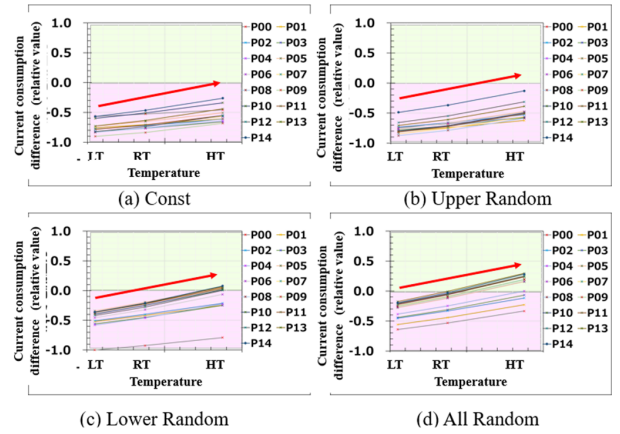 Current consumption
difference (relative value)
1.0
0.5
0.0
-0.5
-1.0
LT RT HT
Temperature
P00 P01
P02 P03
P04 P05
P06 P07
P08 P09
P10 P11
P12 P13
P14
(a) Const
Current consumption
difference (relative value)
1.0
0.5
0.0
-0.5
-1.0
LT RT HT
Temperature
P00 P01
P02 P03
P04 P05
P06 P07
P08 P09
P10 P11
P12 P13
P14
(b) Upper Random
Current consumption
difference (relative value)
1.0
0.5
0.0
-0.5
-1.0
LT RT HT
Temperature
P00 P01
P02 P03
P04 P05
P06 P07
P08 P09
P10 P11
P12 P13
P14
(c) Lower Random
Current consumption
difference (relative value)
1.0
0.5
0.0
-0.5
-1.0
LT RT HT
Temperature
P00 P01
P02 P03
P04 P05
P06 P07
P08 P09
P10 P11
P12 P13
P14
(d) All Random